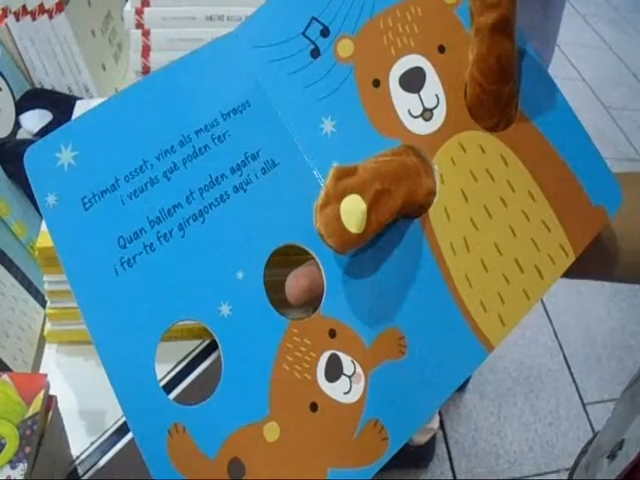 Estimat osset, vine als meus braços
i veuràs què poden fer:
Quan ballem et poden agafar
i fer-te fer giragonses aquí i allà.